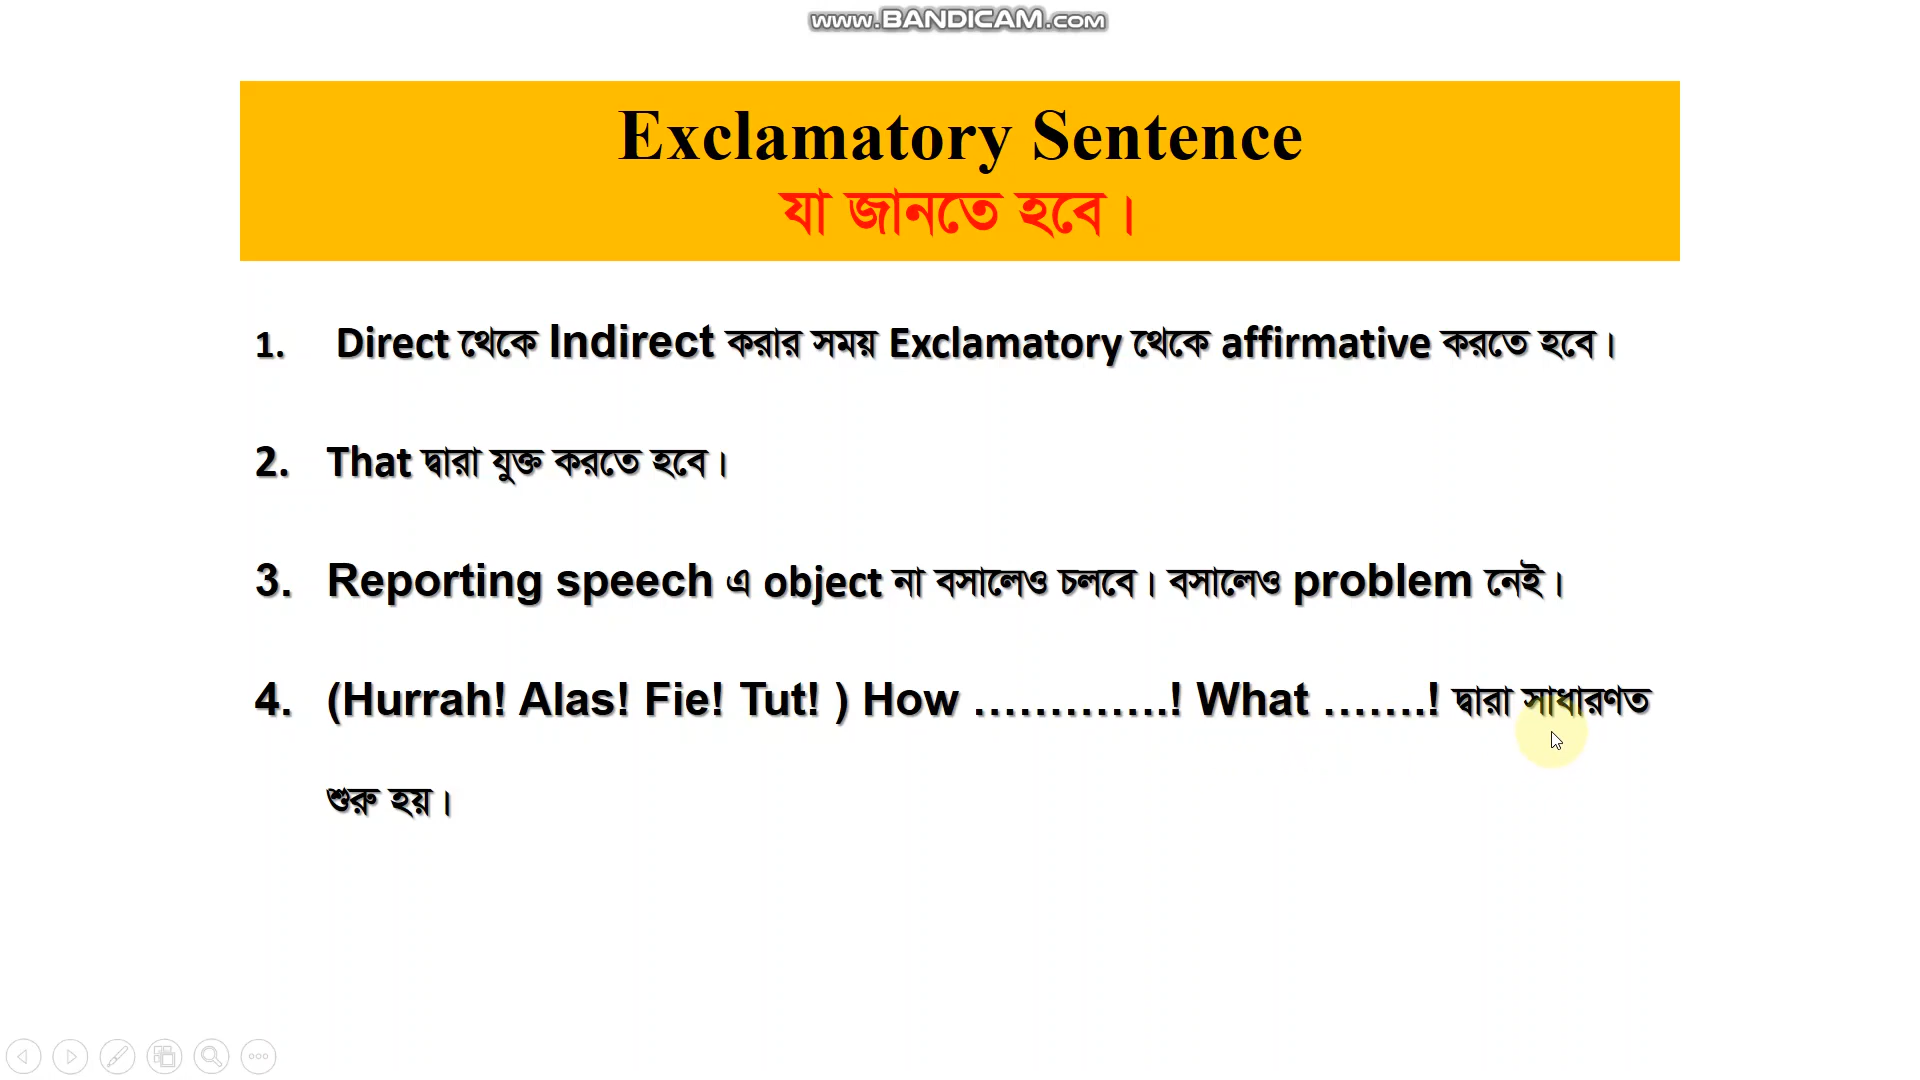 www.BANDICAM.com
Exclamatory Sentence
যা জানতে হবে।
1. Direct থেকে Indirect করার সময় Exclamatory থেকে affirmative করতে হবে।
2. That দ্বারা যুক্ত করতে হবে।
3. Reporting speech এ object না বসালেও চলবে। বসালেও problem নেই।
4. (Hurrah! Alas! Fie! Tut! ) How ………….! What …….! দ্বারা সাধারণত
শুরু হয়।